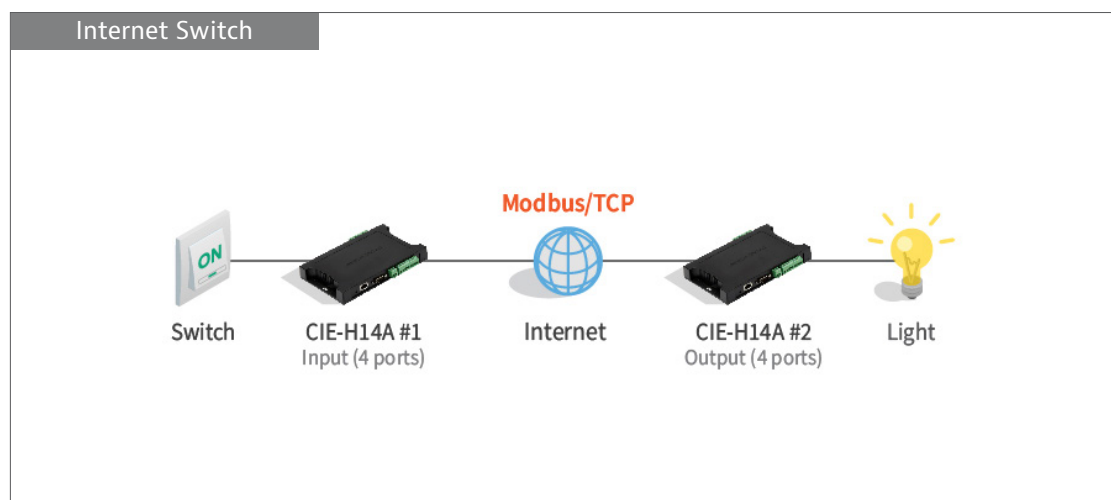 Internet Switch
Modbus/TCP
ON
Switch
CIE-H14A #1
Input (4 ports)
Internet
CIE-H14A #2
Output (4 ports)
Light